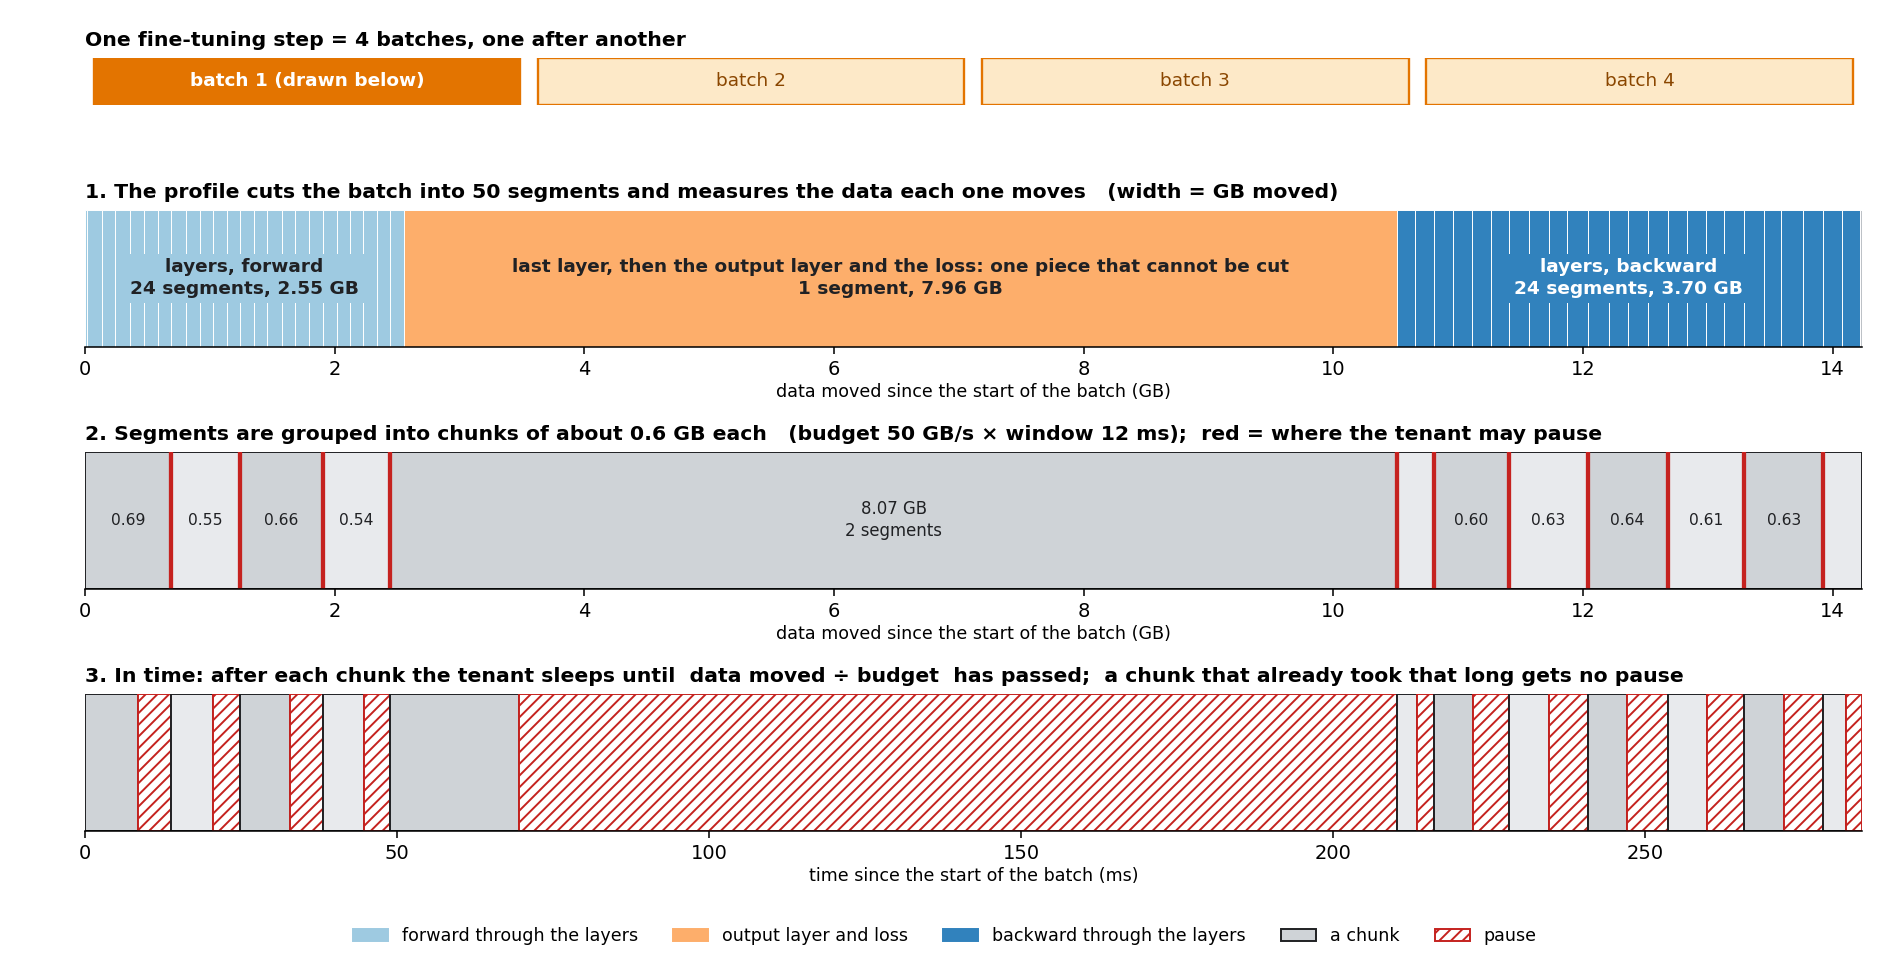 One fine-tuning step = 4 batches, one after another
batch 1 (drawn below)
batch 2
batch 3
batch 4
1. The profile cuts the batch into 50 segments and measures the data each one moves (width = GB moved)
layers, forward
24 segments, 2.55 GB
last layer, then the output layer and the loss: one piece that cannot be cut
1 segment, 7.96 GB
layers, backward
24 segments, 3.70 GB
0 2 4 6 8 10 12 14
data moved since the start of the batch (GB)
2. Segments are grouped into chunks of about 0.6 GB each (budget 50 GB/s × window 12 ms); red = where the tenant may pause
0.69 0.55 0.66 0.54
8.07 GB
2 segments
0.60 0.63 0.64 0.61 0.63
0 2 4 6 8 10 12 14
data moved since the start of the batch (GB)
3. In time: after each chunk the tenant sleeps until data moved ÷ budget has passed; a chunk that already took that long gets no pause
0 50 100 150 200 250
time since the start of the batch (ms)
forward through the layers
output layer and loss
backward through the layers
a chunk
pause